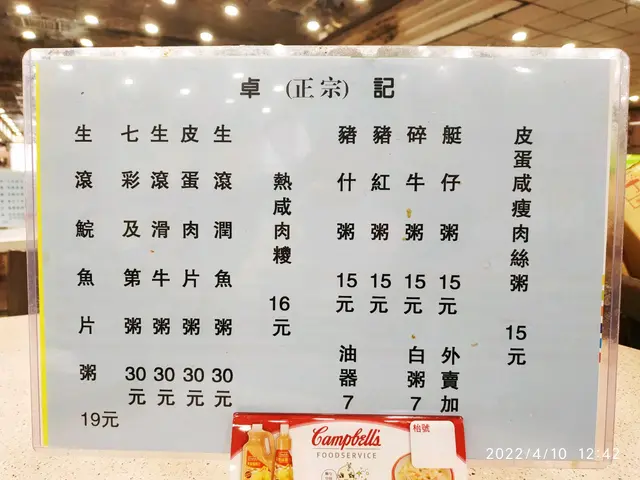 卓（正宗）記
皮蛋咸瘦肉絲粥 15元
艇仔粥 15元 外賣加
碎牛粥 15元 白粥7
豬紅粥 15元
豬什粥 15元 油器7
熱咸肉糭 16元
生滾潤魚粥 30元
皮蛋肉片粥 30元
生滾滑牛粥 30元
七彩及第粥 30元
生滾鯇魚片粥 19元
Campbell's
FOODSERVICE
枱號
2022/4/10 12:42